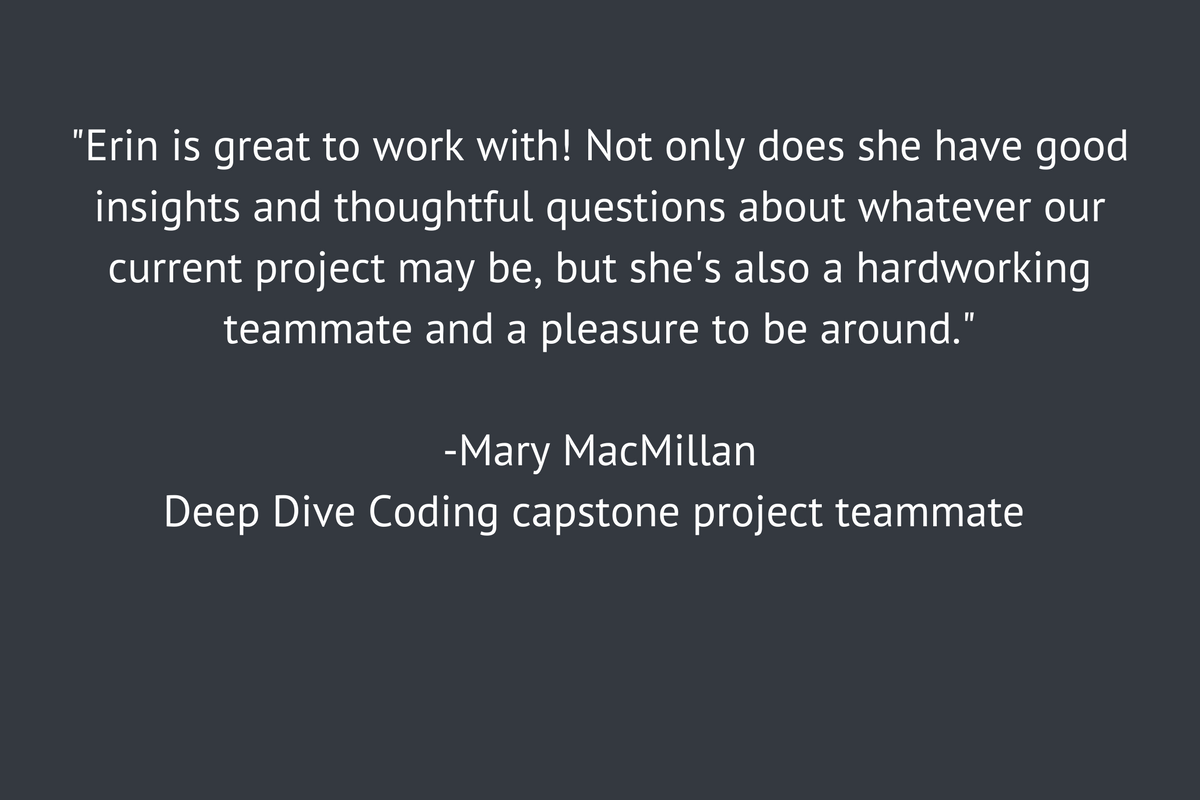 "Erin is great to work with! Not only does she have good
insights and thoughtful questions about whatever our
current project may be, but she's also a hardworking
teammate and a pleasure to be around."
-Mary MacMillan
Deep Dive Coding capstone project teammate